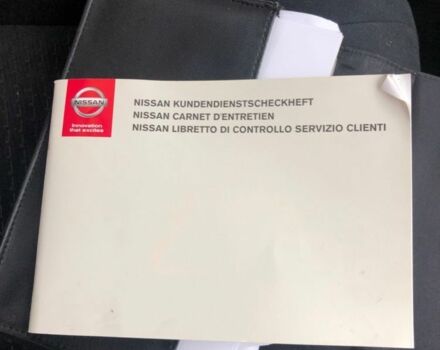 NISSAN
Innovation
that excites
NISSAN KUNDENDIENSTSCHECKHEFT
NISSAN CARNET D'ENTRETIEN
NISSAN LIBRETTO DI CONTROLLO SERVIZIO CLIENTI